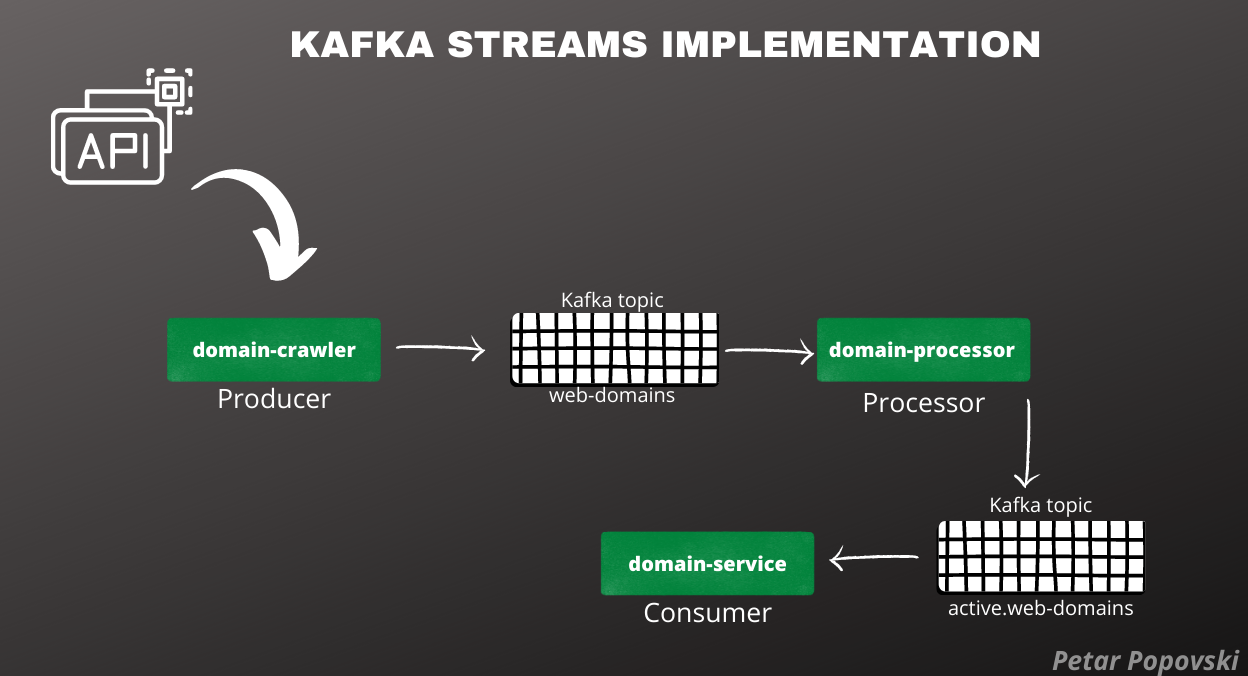 KAFKA STREAMS IMPLEMENTATION
API
domain-crawler
Producer
Kafka topic
web-domains
domain-processor
Processor
Kafka topic
active.web-domains
domain-service
Consumer
Petar Popovski